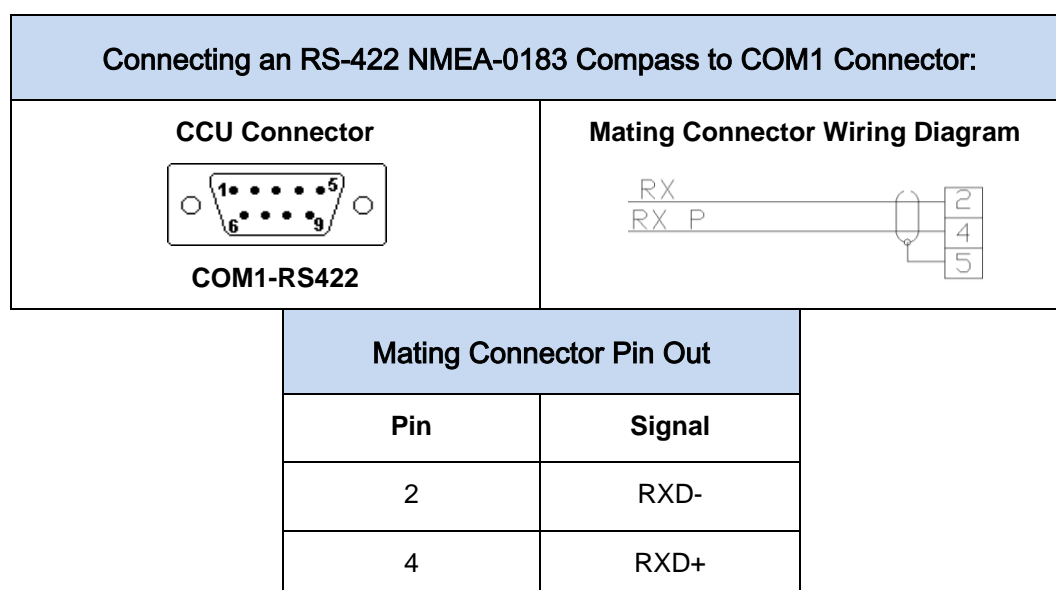 Connecting an RS-422 NMEA-0183 Compass to COM1 Connector:
CCU Connector
1 5
6 9
COM1-RS422
Mating Connector Wiring Diagram
RX
RX P
2
4
5
Mating Connector Pin Out
Pin Signal
2 RXD-
4 RXD+